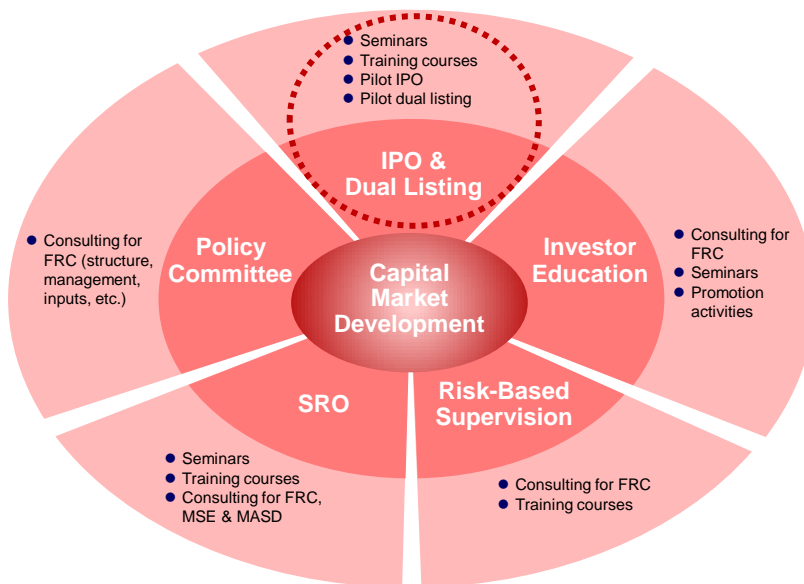 ● Seminars
● Training courses
● Pilot IPO
● Pilot dual listing
IPO &
Dual Listing
● Consulting for
FRC (structure,
management,
inputs, etc.)
Policy
Committee
Capital
Market
Development
Investor
Education
● Consulting for
FRC
● Seminars
● Promotion
activities
SRO
Risk-Based
Supervision
● Seminars
● Training courses
● Consulting for FRC,
MSE & MASD
● Consulting for FRC
● Training courses